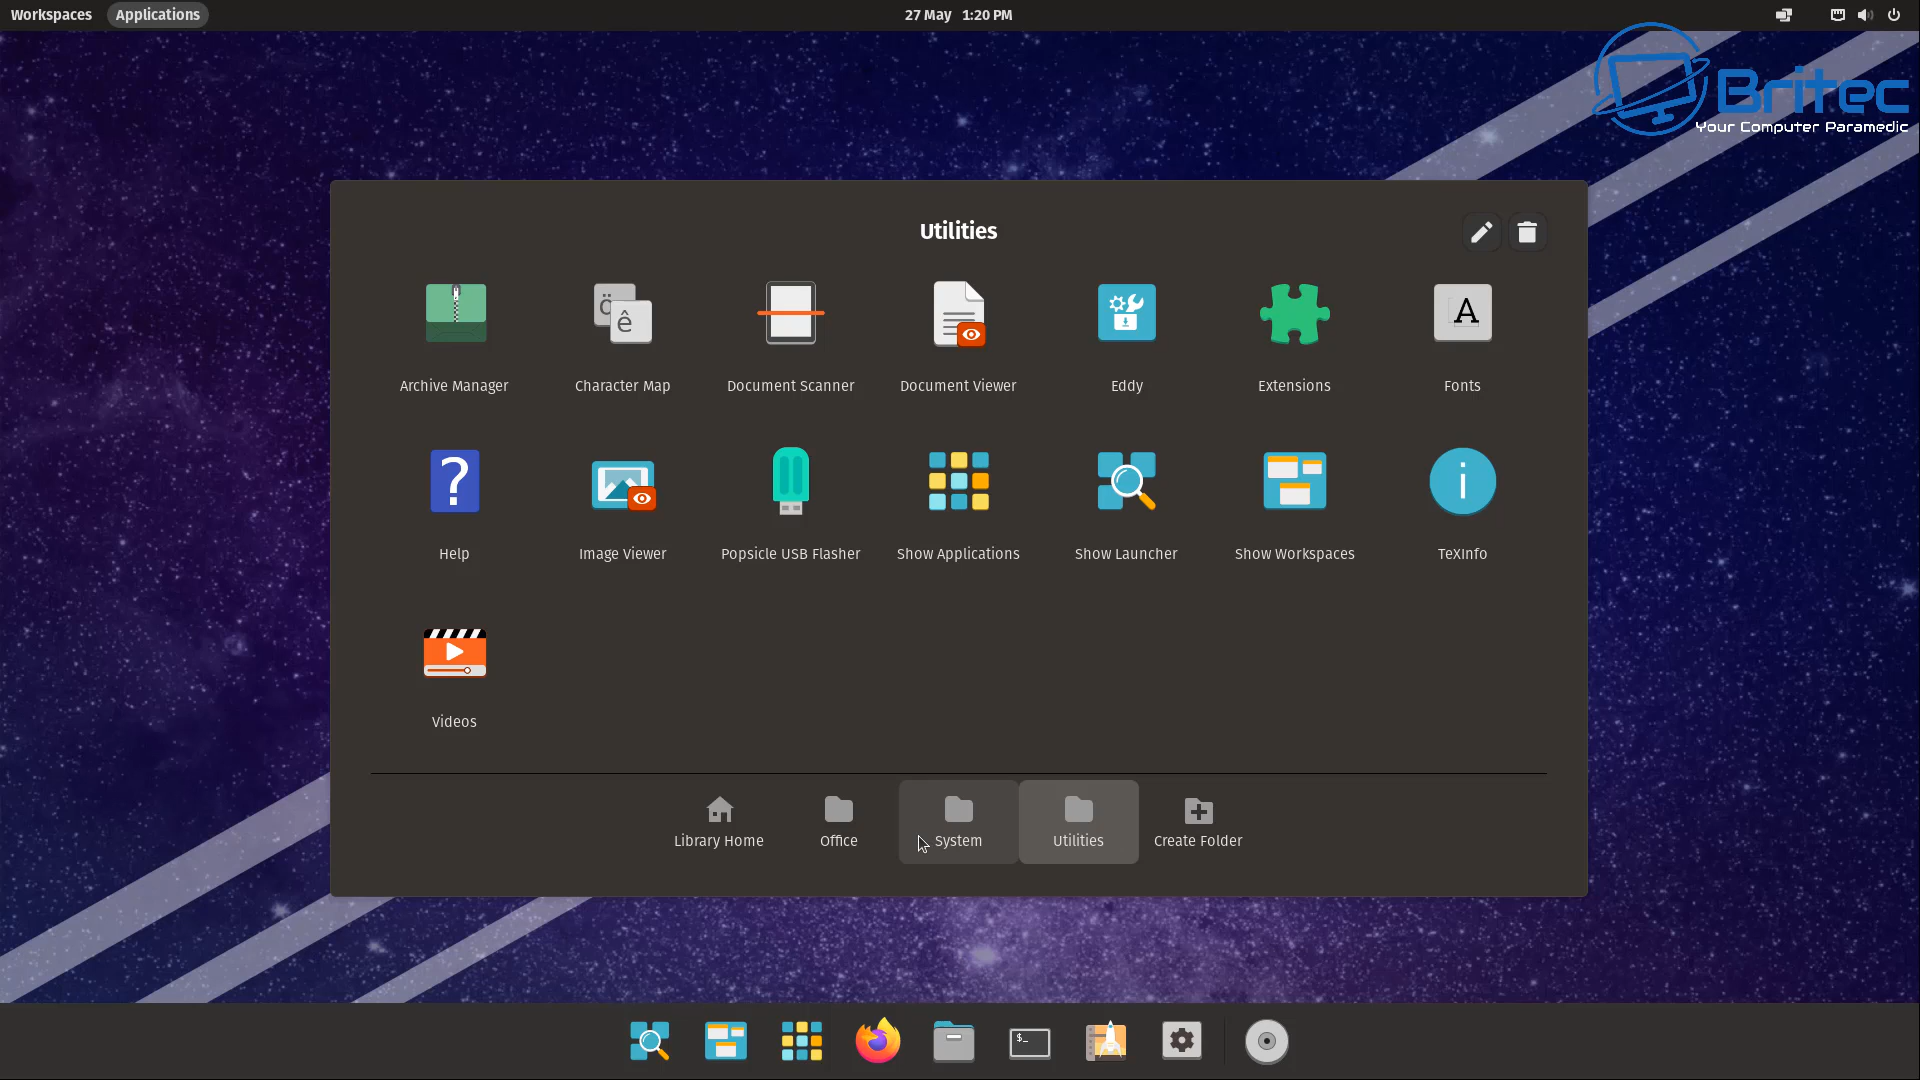 Workspaces Applications 27 May 1:20 PM
Britec
Your Computer Paramedic
Utilities
Archive Manager Character Map Document Scanner Document Viewer Eddy Extensions Fonts
Help Image Viewer Popsicle USB Flasher Show Applications Show Launcher Show Workspaces TeXInfo
Videos
Library Home Office System Utilities Create Folder